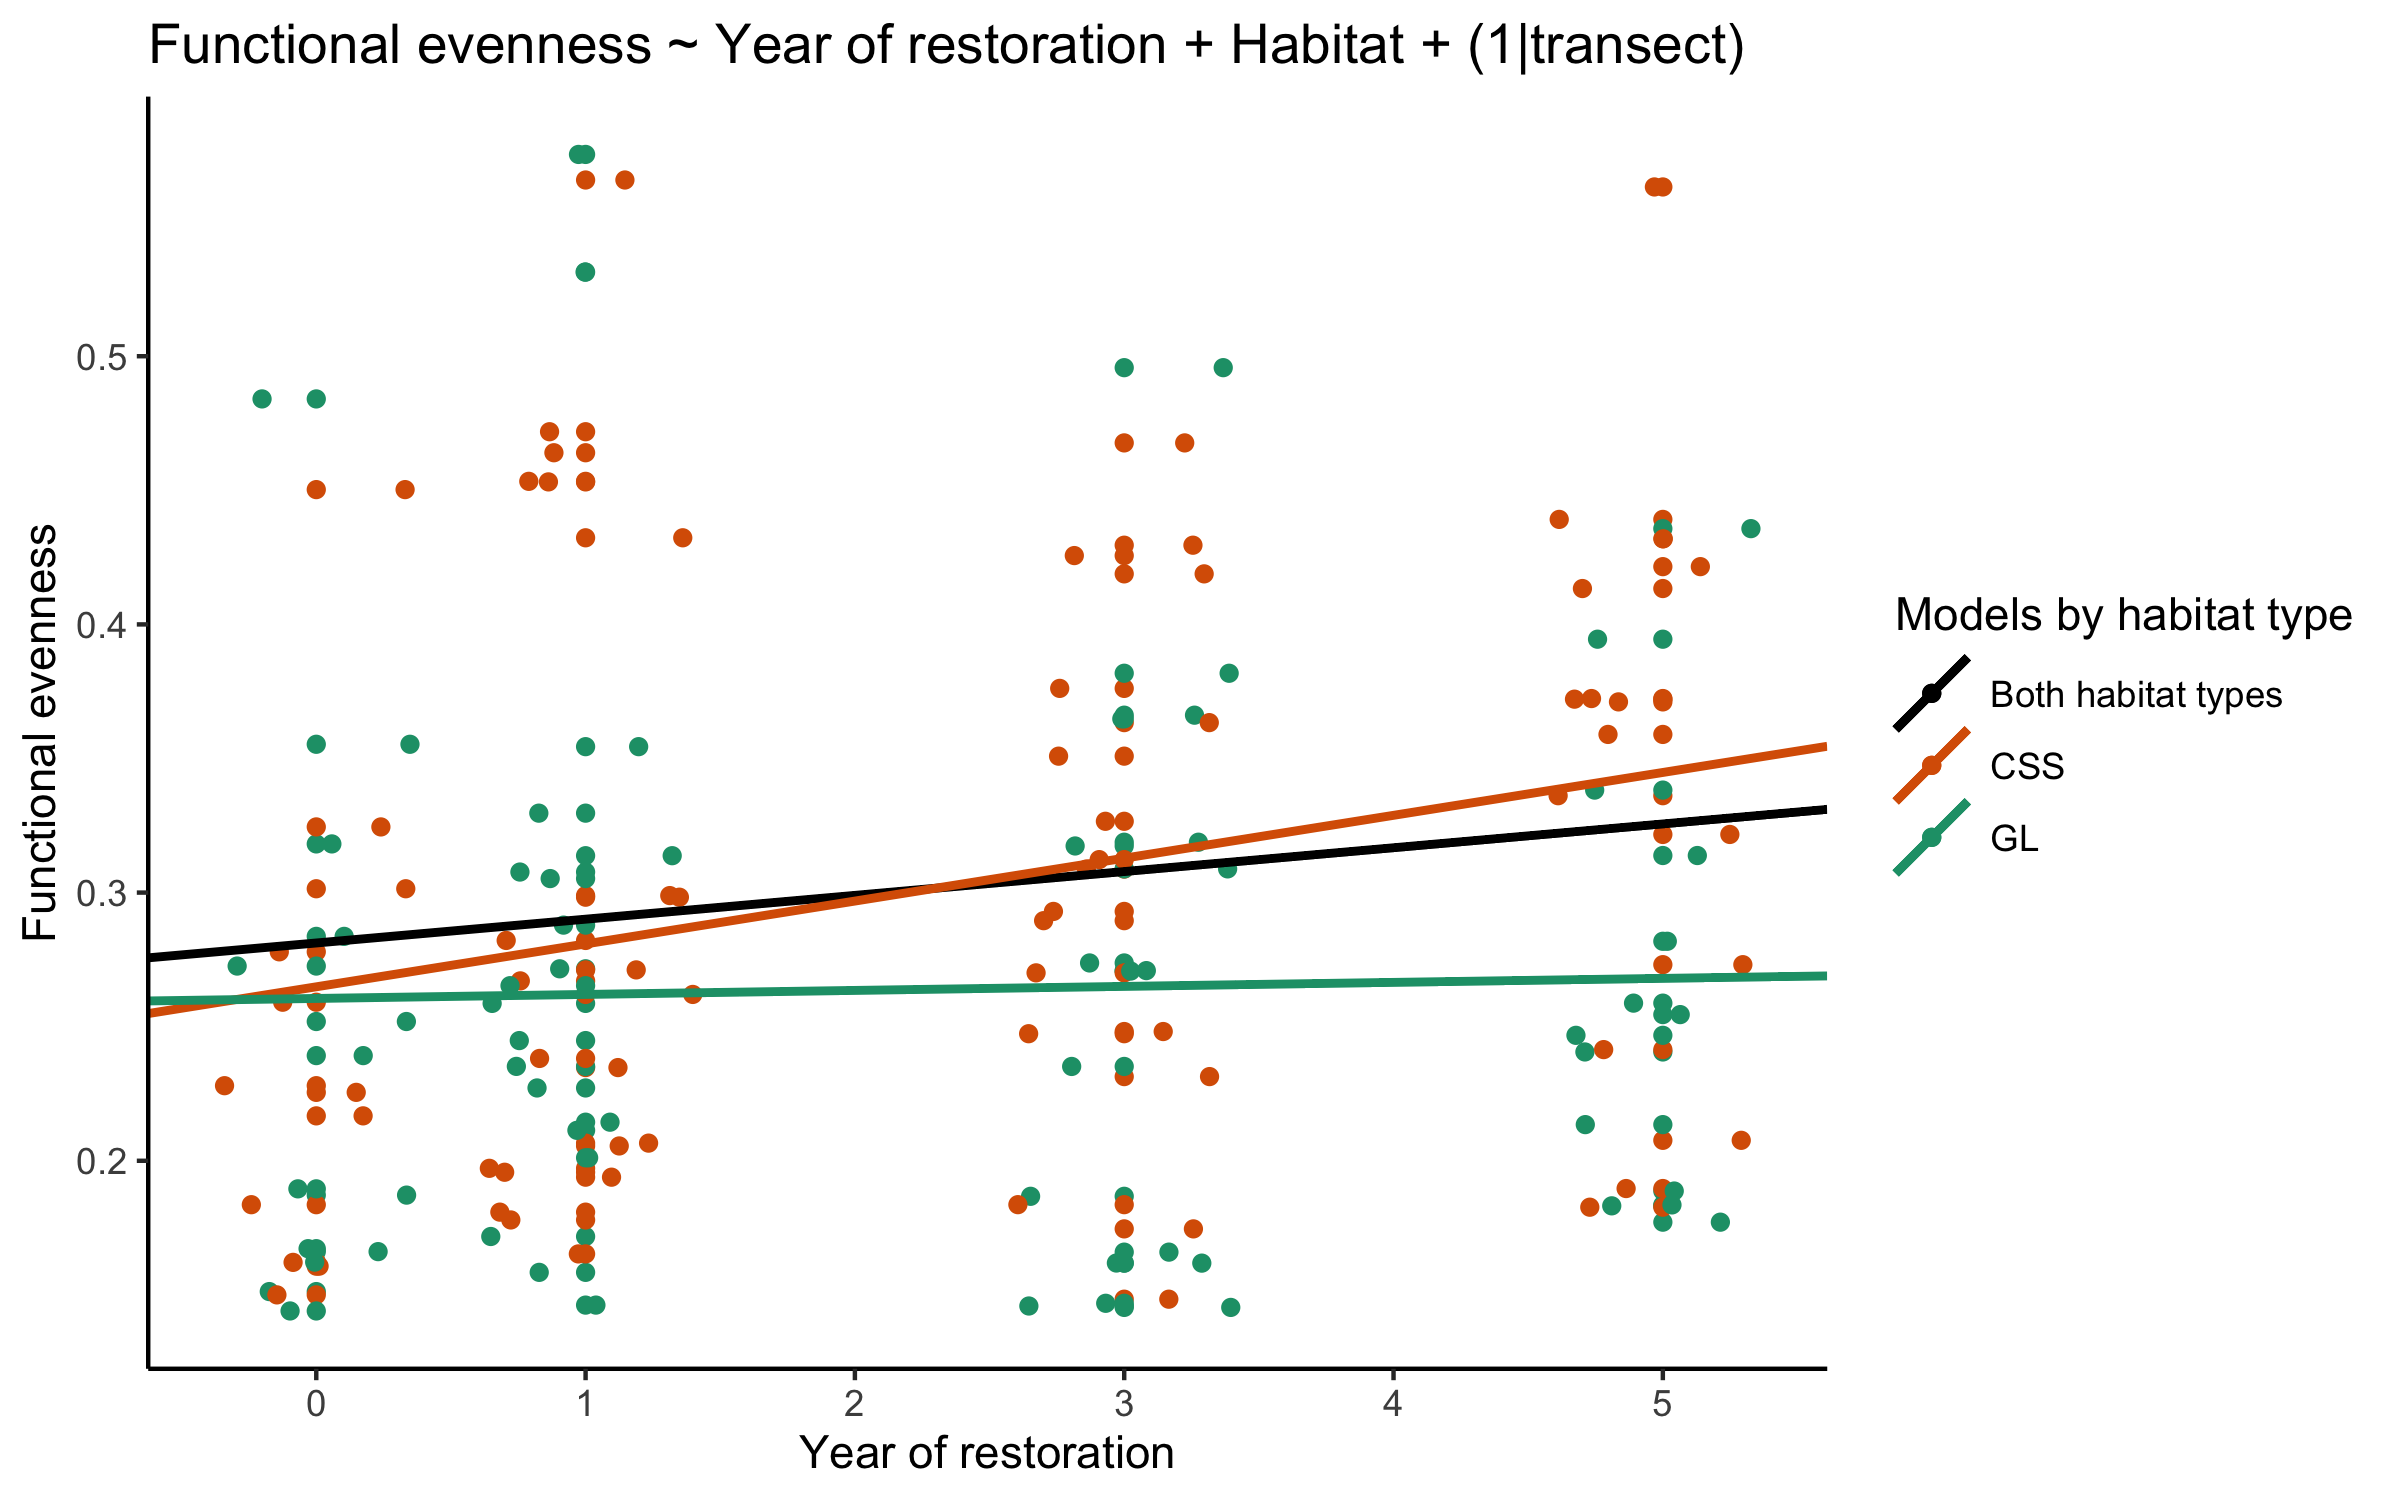 Functional evenness ~ Year of restoration + Habitat + (1|transect)
Functional evenness
0.5
0.4
0.3
0.2
0 1 2 3 4 5
Year of restoration
Models by habitat type
Both habitat types
CSS
GL